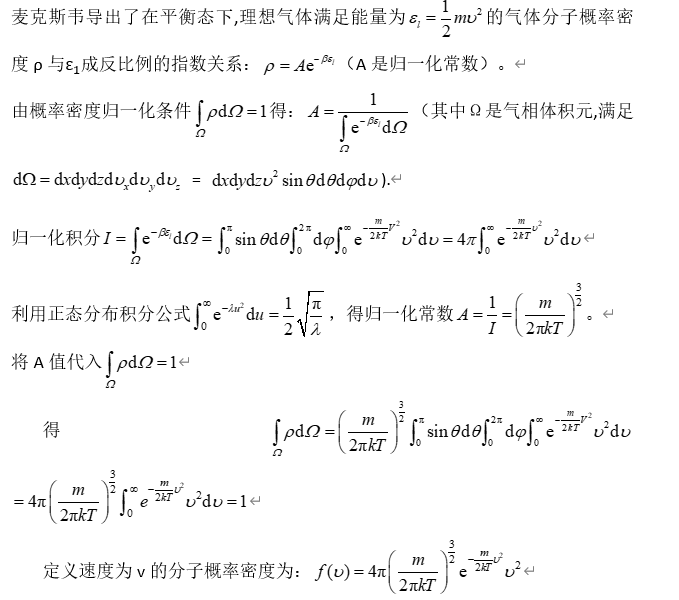 麦克斯韦导出了在平衡态下,理想气体满足能量为 $\varepsilon_i = \frac{1}{2}m\upsilon^2$ 的气体分子概率密
度 ρ 与ε₁成反比例的指数关系： $\rho = Ae^{-\beta\varepsilon_i}$（A 是归一化常数）。↵
由概率密度归一化条件 $\int_\Omega \rho d\Omega = 1$ 得： $A = \frac{1}{\int_\Omega e^{-\beta\varepsilon_i} d\Omega}$（其中 Ω 是气相体积元,满足
$d\Omega = dxdydzd\upsilon_x d\upsilon_y d\upsilon_z$ = $dxdydz\upsilon^2 \sin\theta d\theta d\varphi d\upsilon$ ).↵
归一化积分 $I = \int_\Omega e^{-\beta\varepsilon_i} d\Omega = \int_0^\pi \sin\theta d\theta \int_0^{2\pi} d\varphi \int_0^\infty e^{-\frac{m}{2kT}V^2} \upsilon^2 d\upsilon = 4\pi \int_0^\infty e^{-\frac{m}{2kT}\upsilon^2} \upsilon^2 d\upsilon$↵
利用正态分布积分公式 $\int_0^\infty e^{-\lambda u^2} du = \frac{1}{2}\sqrt{\frac{\pi}{\lambda}}$ ，得归一化常数 $A = \frac{1}{I} = \left(\frac{m}{2\pi kT}\right)^{\frac{3}{2}}$。↵
将 A 值代入 $\int_\Omega \rho d\Omega = 1$↵
得 $\int_\Omega \rho d\Omega = \left(\frac{m}{2\pi kT}\right)^{\frac{3}{2}} \int_0^\pi \sin\theta d\theta \int_0^{2\pi} d\varphi \int_0^\infty e^{-\frac{m}{2kT}V^2} \upsilon^2 d\upsilon$
$= 4\pi \left(\frac{m}{2\pi kT}\right)^{\frac{3}{2}} \int_0^\infty e^{-\frac{m}{2kT}\upsilon^2} \upsilon^2 d\upsilon = 1$↵
定义速度为 v 的分子概率密度为： $f(\upsilon) = 4\pi \left(\frac{m}{2\pi kT}\right)^{\frac{3}{2}} e^{-\frac{m}{2kT}\upsilon^2} \upsilon^2$↵